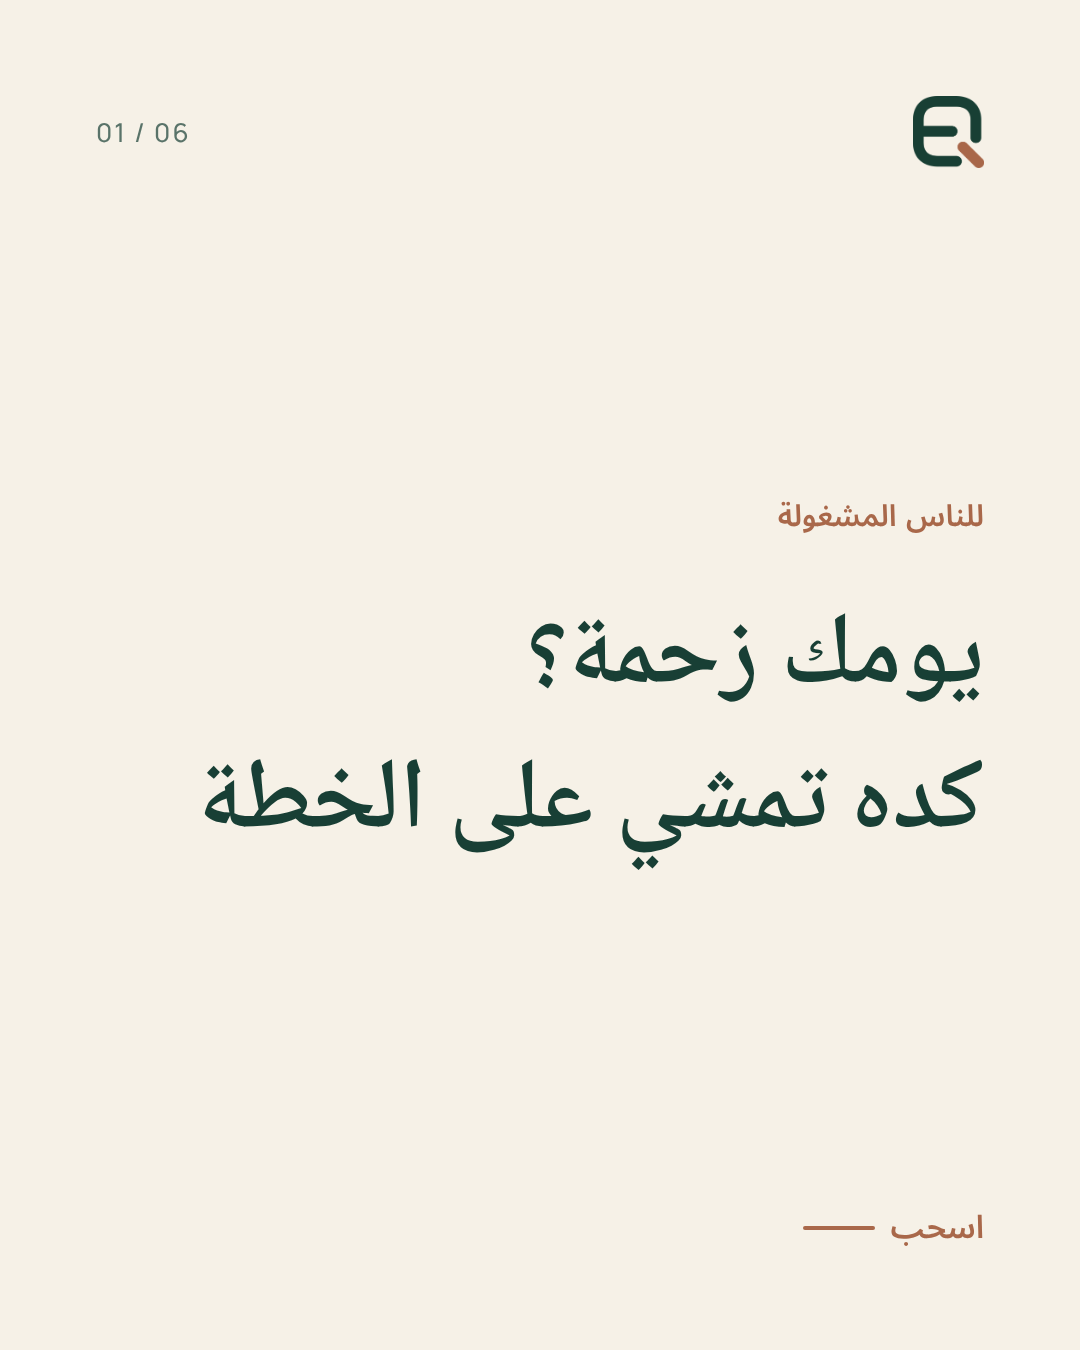 01 / 06
للناس المشغولة
يومك زحمة؟
كده تمشي على الخطة
اسحب